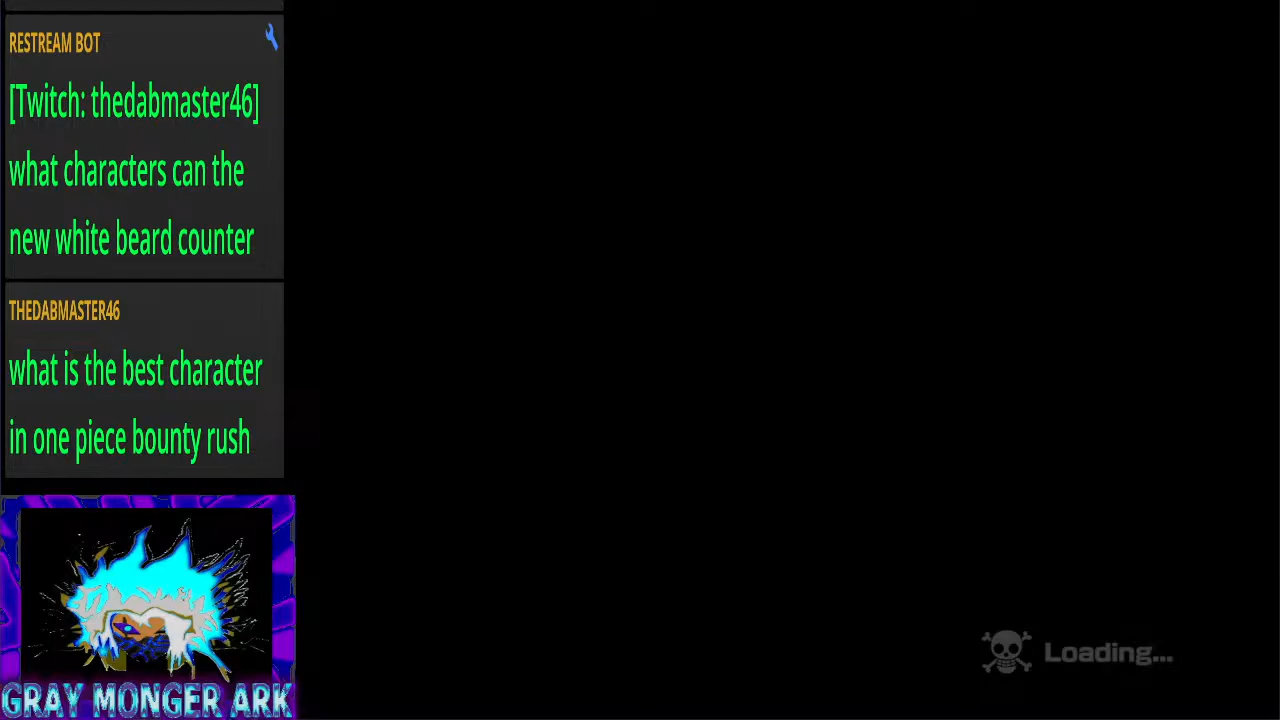 RESTREAM BOT
[Twitch: thedabmaster46]
what characters can the
new white beard counter
THEDABMASTER46
what is the best character
in one piece bounty rush
GRAY MONGER ARK
Loading...